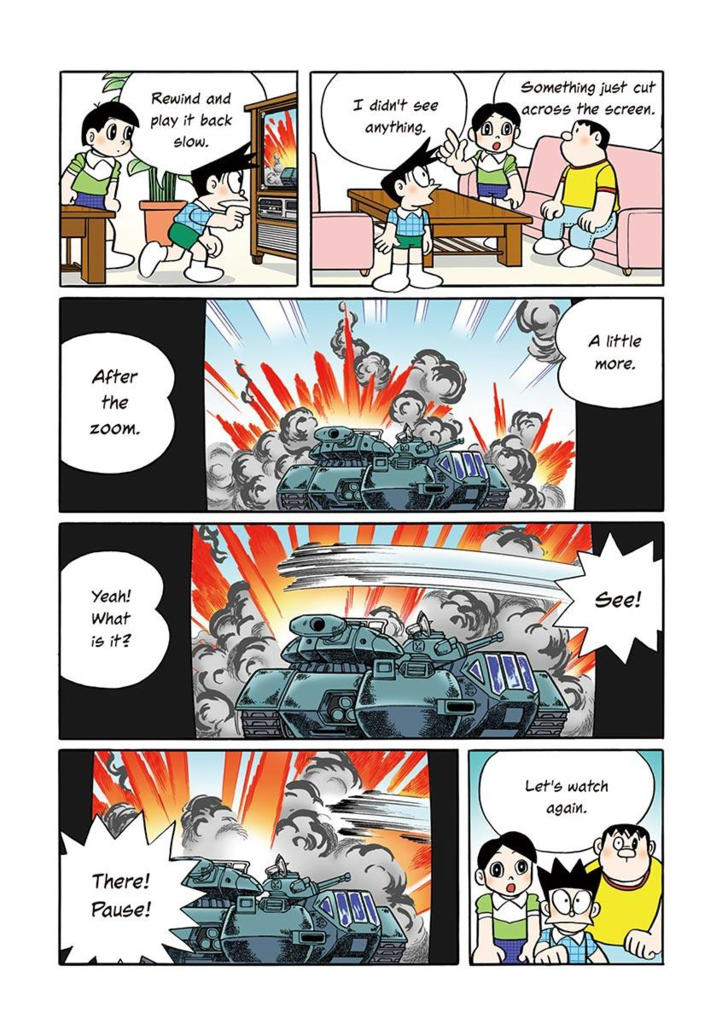 Something just cut
across the screen.
I didn't see
anything.
Rewind and
play it back
slow.
A little
more.
After
the
zoom.
See!
Yeah!
What
is it?
Let's watch
again.
There!
Pause!